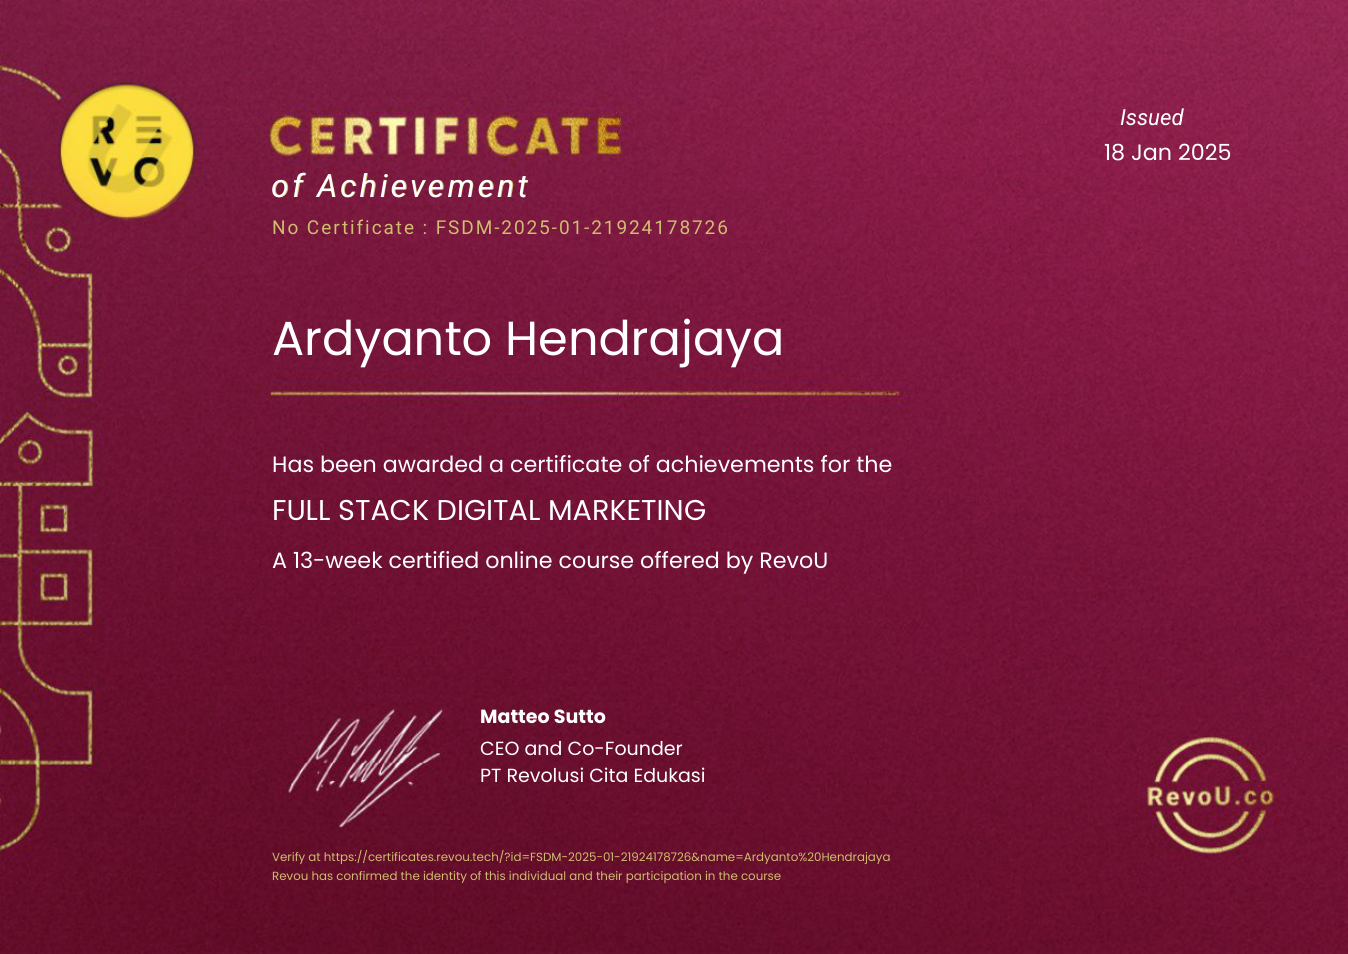 RE
VO
CERTIFICATE
of Achievement
No Certificate : FSDM-2025-01-21924178726
Issued
18 Jan 2025
Ardyanto Hendrajaya
Has been awarded a certificate of achievements for the
FULL STACK DIGITAL MARKETING
A 13-week certified online course offered by RevoU
Matteo Sutto
CEO and Co-Founder
PT Revolusi Cita Edukasi
RevoU.co
Verify at https://certificates.revou.tech/?id=FSDM-2025-01-21924178726&name=Ardyanto%20Hendrajaya
Revou has confirmed the identity of this individual and their participation in the course